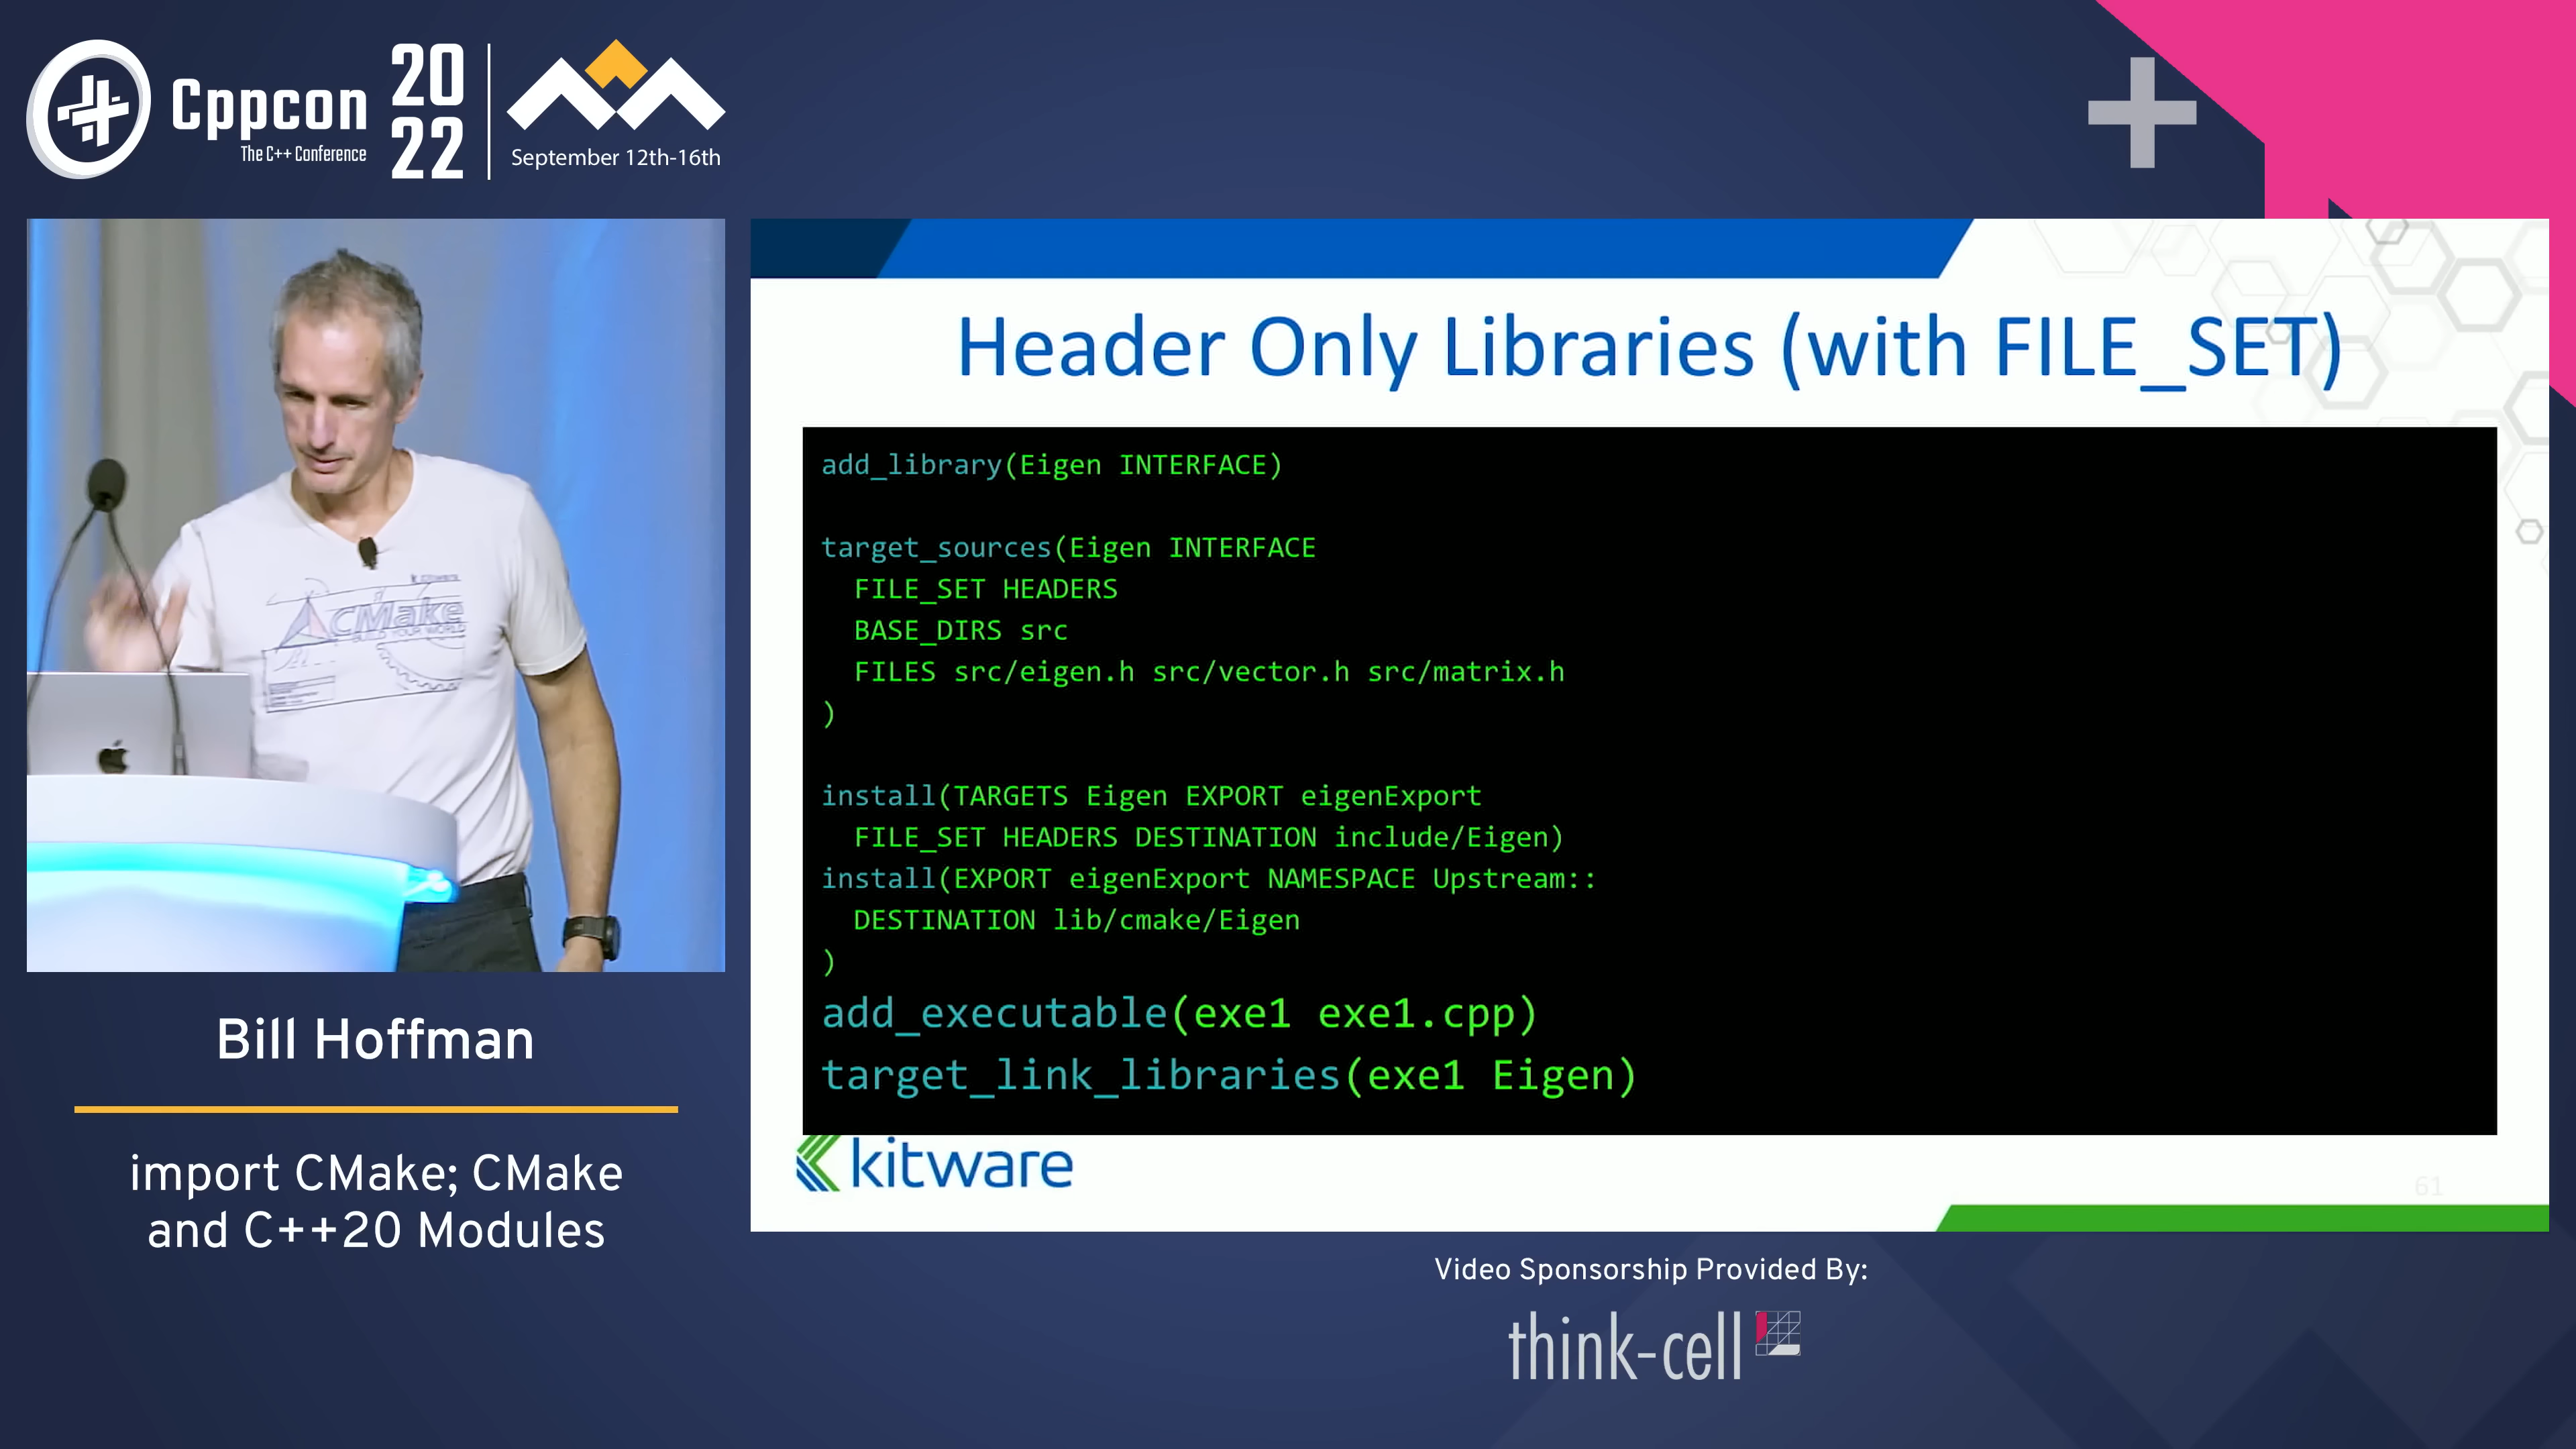 Cppcon
The C++ Conference
20
22
September 12th-16th
CMake
Header Only Libraries (with FILE_SET)
add_library(Eigen INTERFACE)
target_sources(Eigen INTERFACE
FILE_SET HEADERS
BASE_DIRS src
FILES src/eigen.h src/vector.h src/matrix.h
)
install(TARGETS Eigen EXPORT eigenExport
FILE_SET HEADERS DESTINATION include/Eigen)
install(EXPORT eigenExport NAMESPACE Upstream::
DESTINATION lib/cmake/Eigen
)
add_executable(exe1 exe1.cpp)
target_link_libraries(exe1 Eigen)
kitware
61
Bill Hoffman
import CMake; CMake
and C++20 Modules
Video Sponsorship Provided By:
think-cell